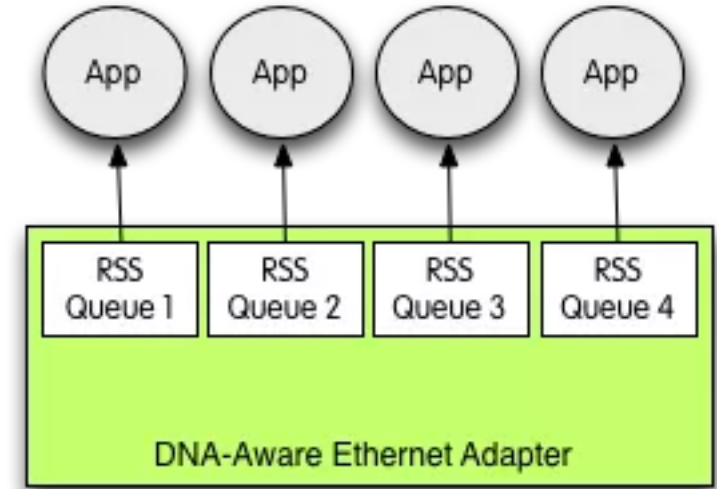 App App App App
RSS RSS RSS RSS
Queue 1 Queue 2 Queue 3 Queue 4
DNA-Aware Ethernet Adapter